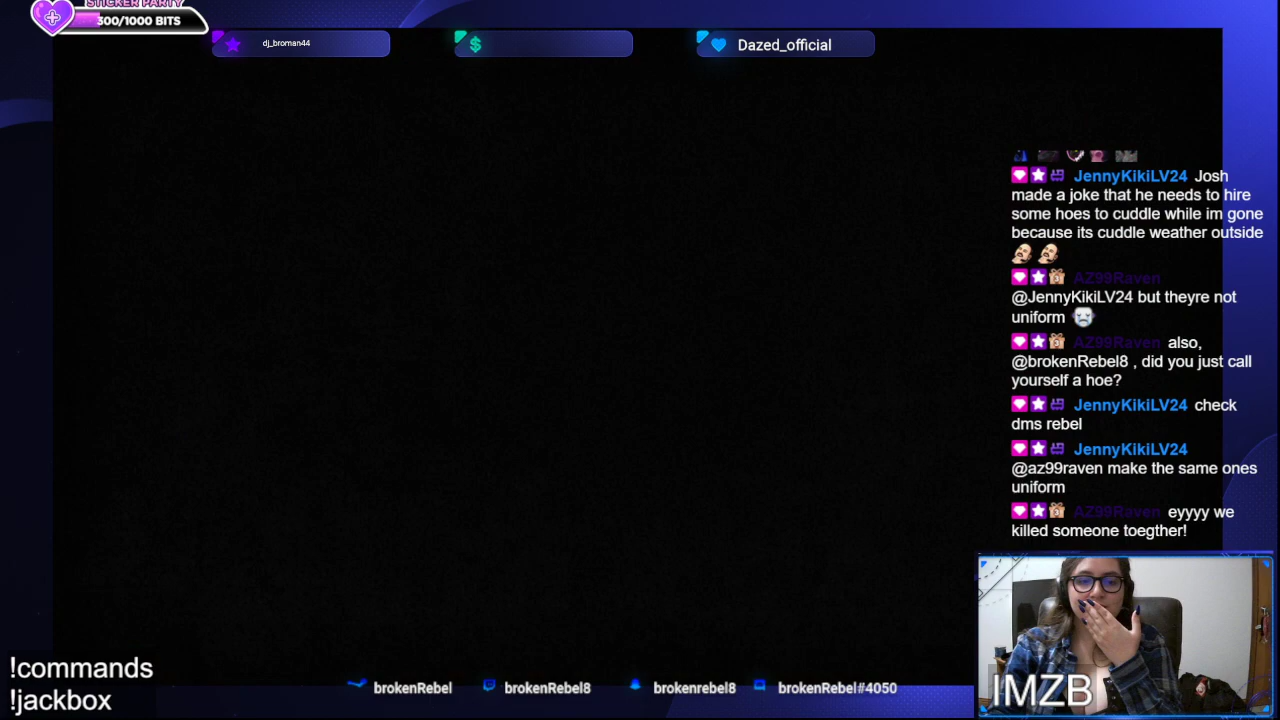 STICKER PARTY
300/1000 BITS
dj_broman44
$
Dazed_official
JennyKikiLV24 Josh
made a joke that he needs to hire
some hoes to cuddle while im gone
because its cuddle weather outside
AZ99Raven
@JennyKikiLV24 but theyre not
uniform
AZ99Raven also,
@brokenRebel8 , did you just call
yourself a hoe?
JennyKikiLV24 check
dms rebel
JennyKikiLV24
@az99raven make the same ones
uniform
AZ99Raven eyyyy we
killed someone toegther!
!commands
!jackbox
brokenRebel
brokenRebel8
brokenrebel8
brokenRebel#4050
IMZB